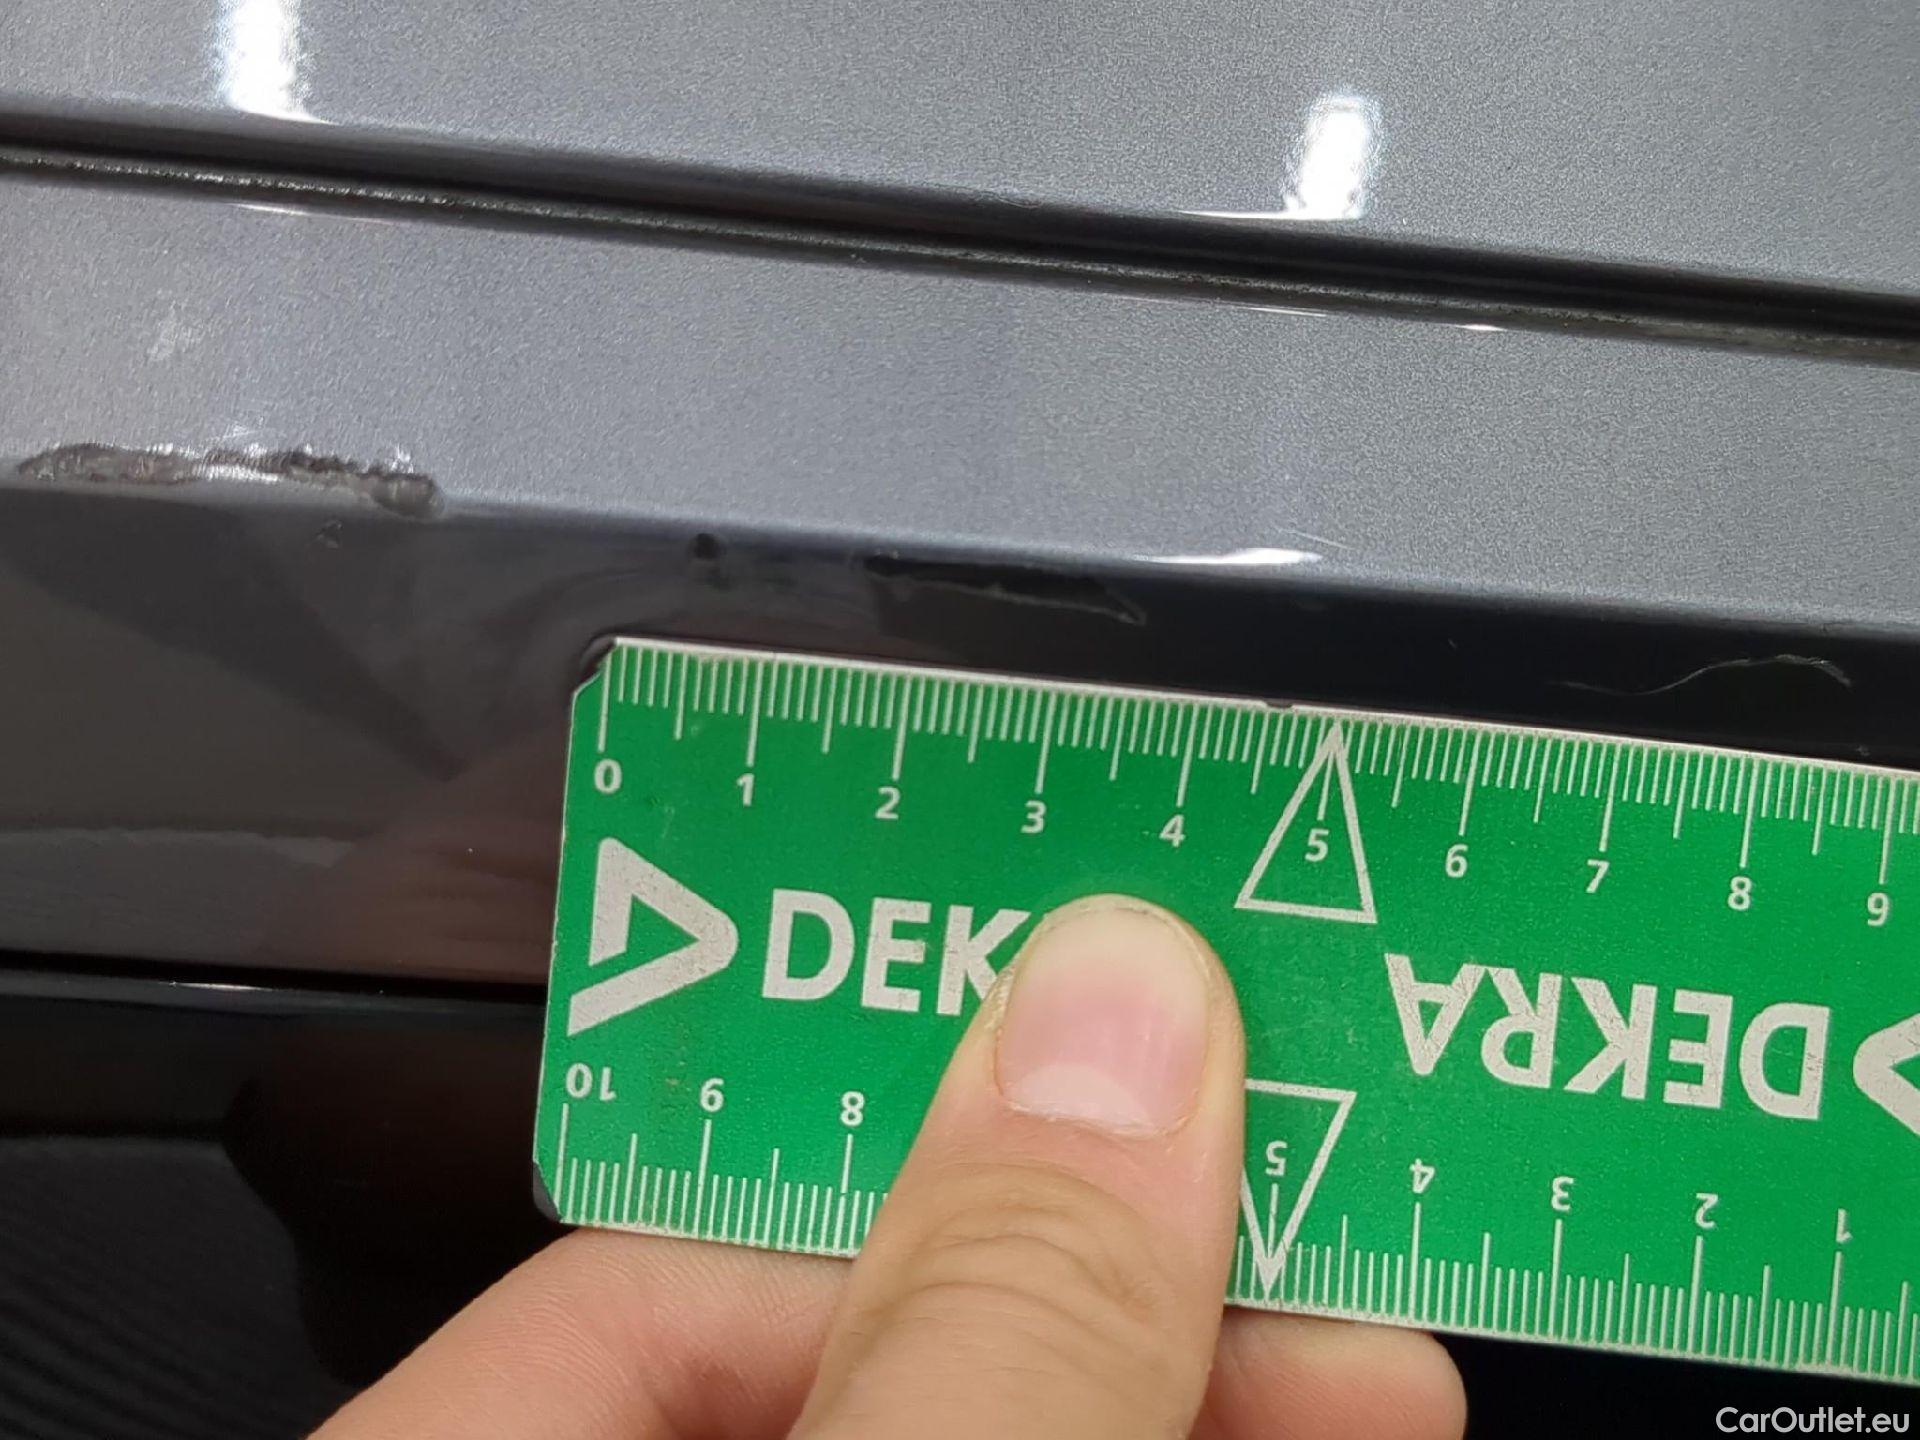 0 1 2 3 4 5 6 7 8 9
DEK
DEKRA
10 9 8 5 4 3 2 1
CarOutlet.eu